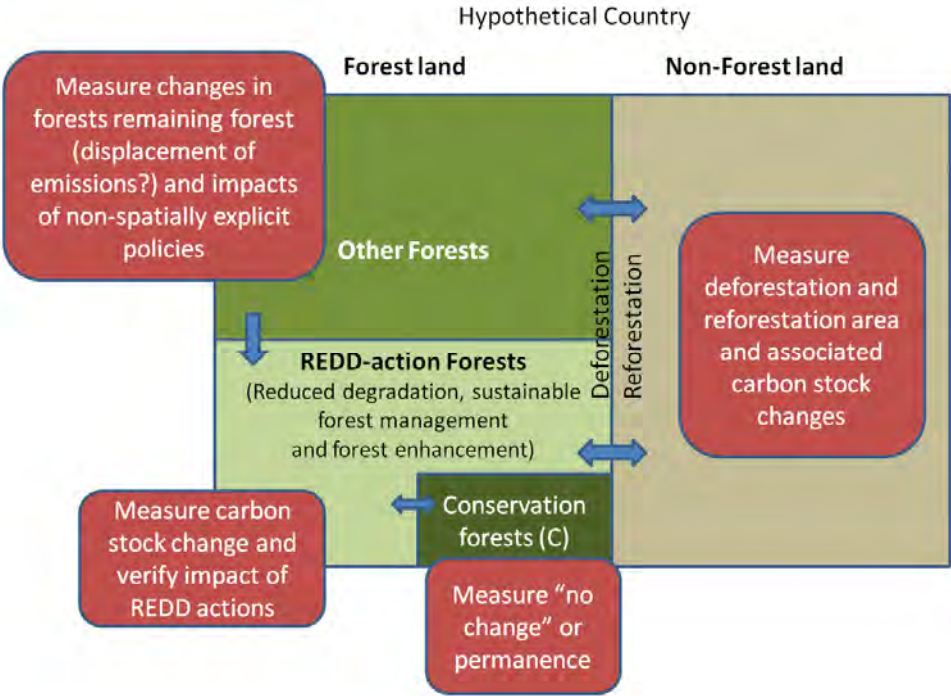 Hypothetical Country
Forest land
Non-Forest land
Measure changes in
forests remaining forest
(displacement of
emissions?) and impacts
of non-spatially explicit
policies
Other Forests
Deforestation
Reforestation
Measure
deforestation and
reforestation area
and associated
carbon stock
changes
REDD-action Forests
(Reduced degradation, sustainable
forest management
and forest enhancement)
Measure carbon
stock change and
verify impact of
REDD actions
Conservation
forests (C)
Measure “no
change” or
permanence